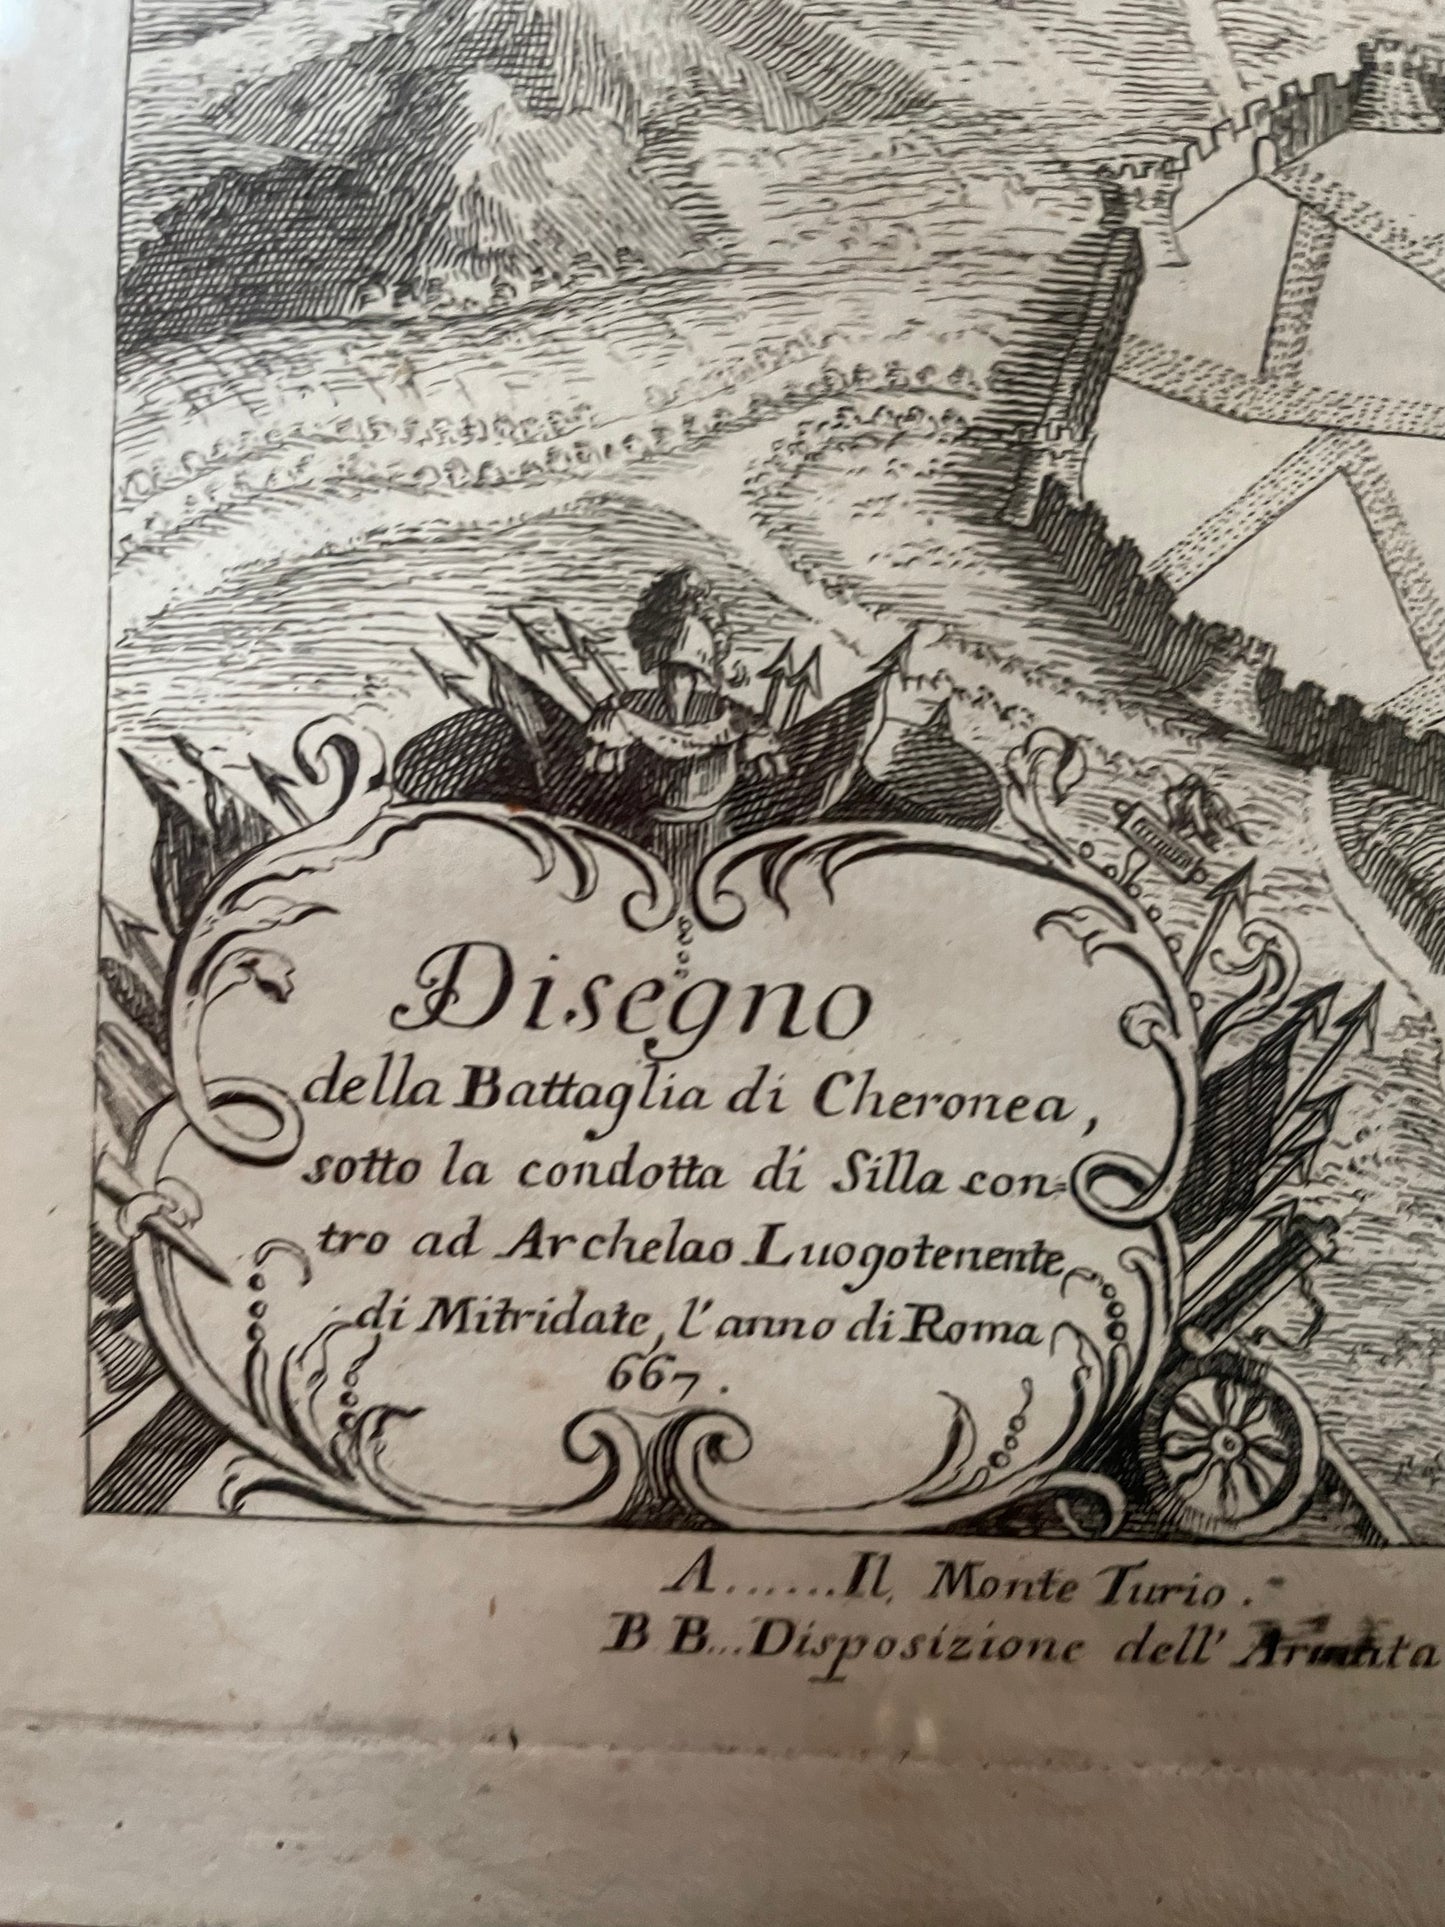 Disegno
della Battaglia di Cheronea,
sotto la condotta di Silla con=
tro ad Archelao Luogotenente
di Mitridate, l'anno di Roma
667.
A......Il Monte Turio.
B B...Disposizione dell' Armata